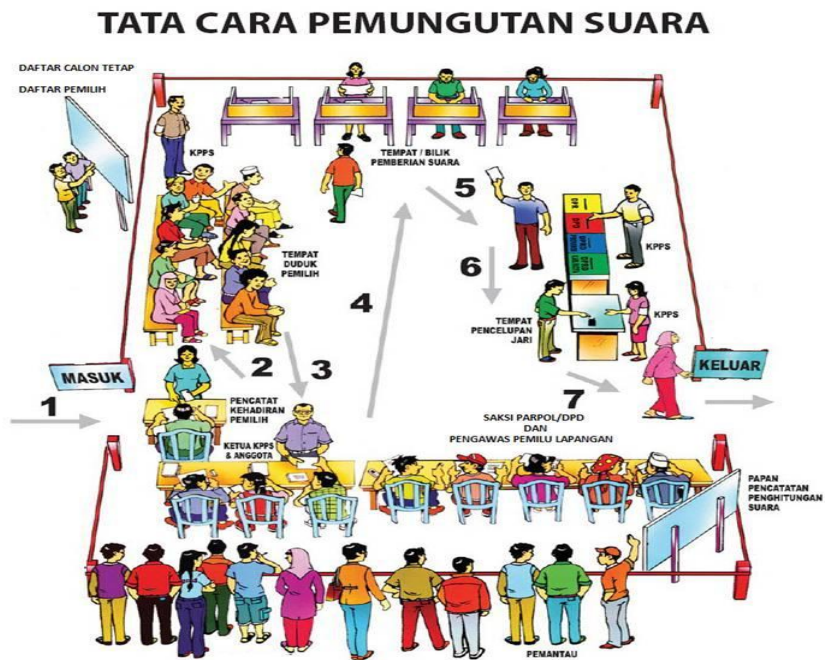 TATA CARA PEMUNGUTAN SUARA
DAFTAR CALON TETAP
DAFTAR PEMILIH
KPPS
TEMPAT / BILIK
PEMBERIAN SUARA
5
DPR
DPD
KPPS
TEMPAT
DUDUK
PEMILIH
6
4
TEMPAT
PENCELUPAN
JARI
KPPS
MASUK
2
3
KELUAR
1
PENCATAT
KEHADIRAN
PEMILIH
7
SAKSI PARPOL/DPD
DAN
PENGAWAS PEMILU LAPANGAN
KETUA KPPS
& ANGGOTA
PAPAN
PENCATATAN
PENGHITUNGAN
SUARA
PEMANTAU